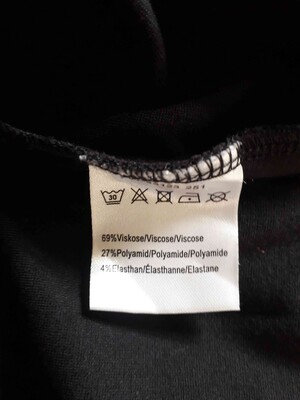 30
69%Viskose/Viscose/Viscose
27%Polyamid/Polyamide/Polyamide
4%Elasthan/Élasthanne/Elastane